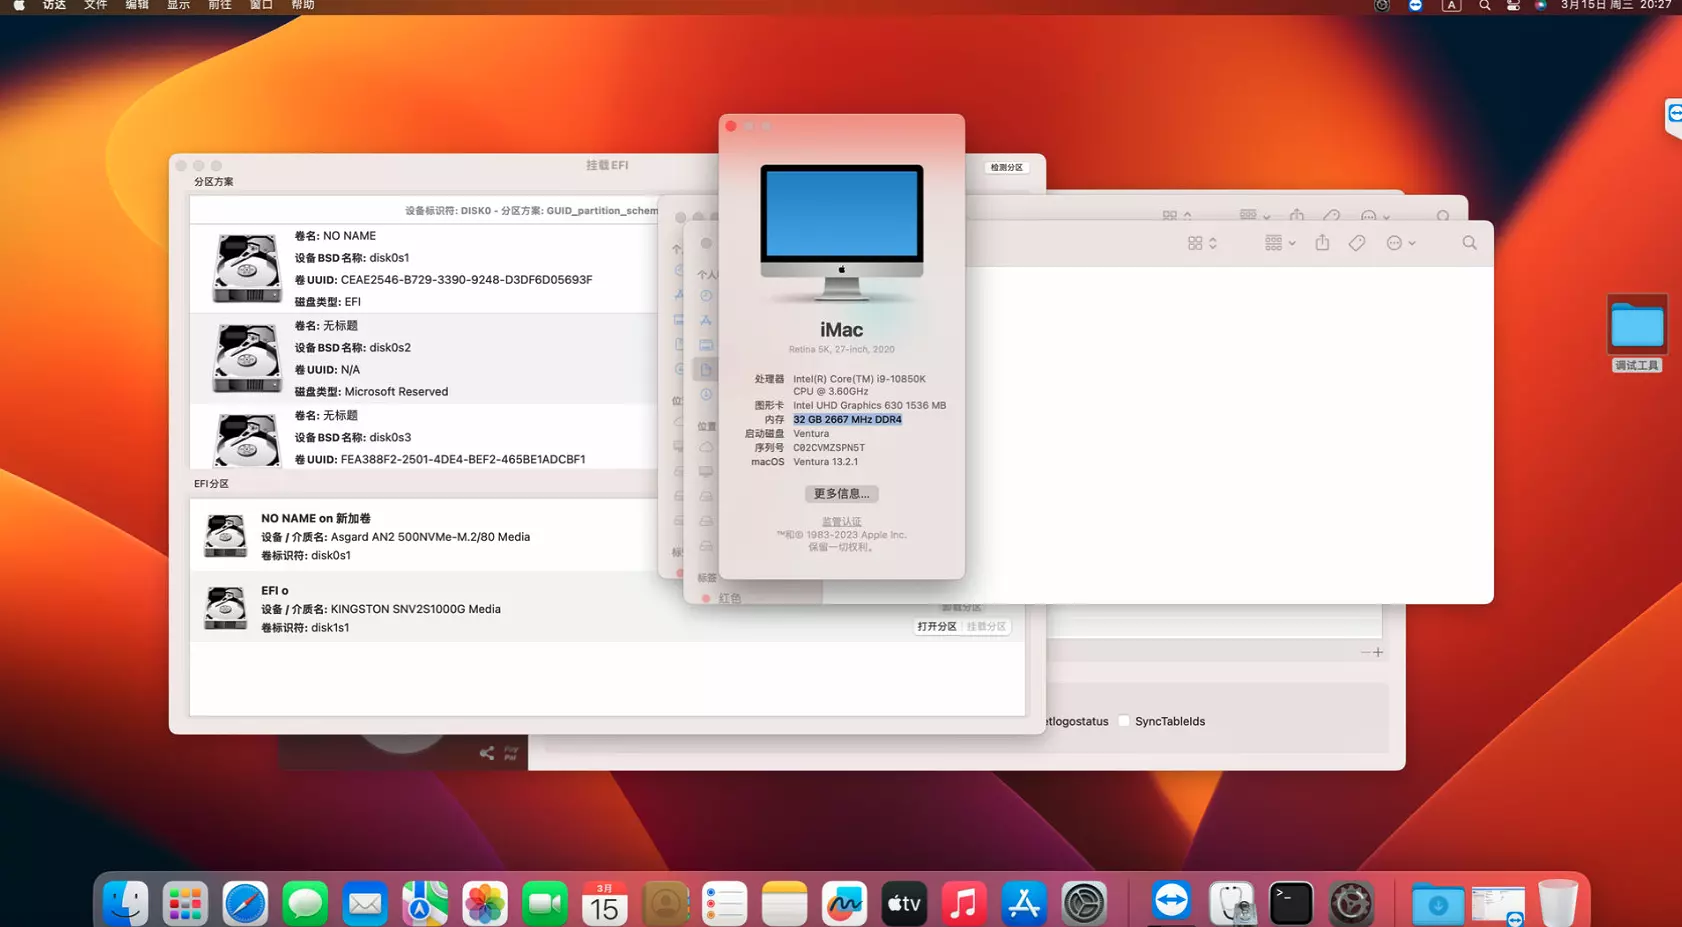 访达 文件 编辑 显示 前往 窗口 帮助
A
3月15日 周三 20:27
挂载EFI
检测分区
分区方案
设备标识符: DISK0 - 分区方案: GUID_partition_schem
卷名: NO NAME
设备BSD名称: disk0s1
卷UUID: CEAE2546-B729-3390-9248-D3DF6D05693F
磁盘类型: EFI
卷名: 无标题
设备BSD名称: disk0s2
卷UUID: N/A
磁盘类型: Microsoft Reserved
卷名: 无标题
设备BSD名称: disk0s3
卷UUID: FEA388F2-2501-4DE4-BEF2-465BE1ADCBF1
EFI分区
NO NAME on 新加卷
设备 / 介质名: Asgard AN2 500NVMe-M.2/80 Media
卷标识符: disk0s1
EFI o
设备 / 介质名: KINGSTON SNV2S1000G Media
卷标识符: disk1s1
卸载分区
打开分区 挂载分区
位置
标签
红色
iMac
Retina 5K, 27-inch, 2020
处理器 Intel(R) Core(TM) i9-10850K
CPU @ 3.60GHz
图形卡 Intel UHD Graphics 630 1536 MB
内存 32 GB 2667 MHz DDR4
启动磁盘 Ventura
序列号 C02CVMZSPN5T
macOS Ventura 13.2.1
更多信息...
监管认证
™和© 1983-2023 Apple Inc.
保留一切权利。
etlogostatus SyncTableIds
调试工具
3月
15
tv